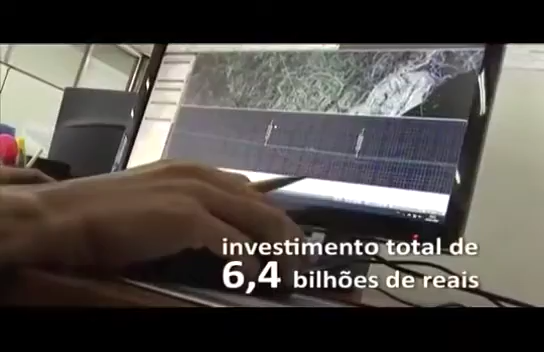 investimento total de
6,4 bilhões de reais